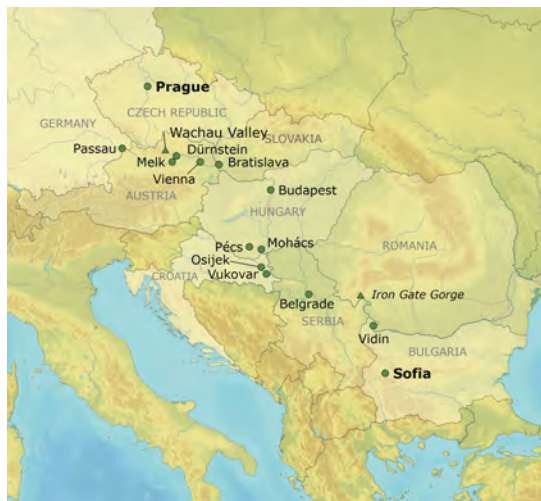 Prague
CZECH REPUBLIC
GERMANY
Wachau Valley
SLOVAKIA
Passau
Dürnstein
Melk
Bratislava
Vienna
AUSTRIA
Budapest
HUNGARY
Pécs
Mohács
ROMANIA
Osijek
CROATIA
Vukovar
Iron Gate Gorge
Belgrade
SERBIA
Vidin
BULGARIA
Sofia